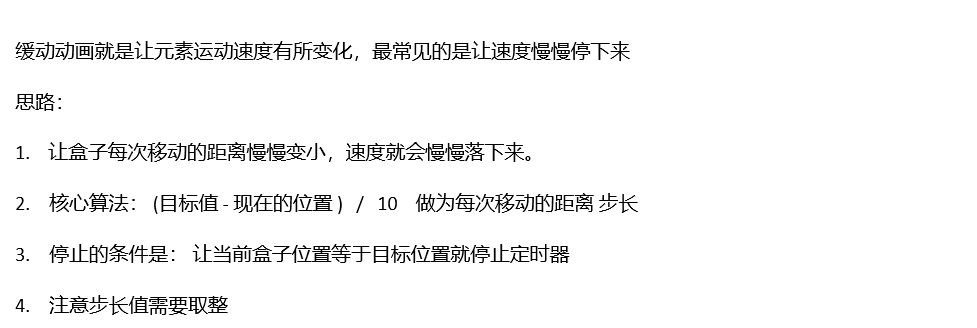 缓动动画就是让元素运动速度有所变化，最常见的是让速度慢慢停下来
思路：
1. 让盒子每次移动的距离慢慢变小，速度就会慢慢落下来。
2. 核心算法： (目标值 - 现在的位置 ) / 10 做为每次移动的距离 步长
3. 停止的条件是： 让当前盒子位置等于目标位置就停止定时器
4. 注意步长值需要取整